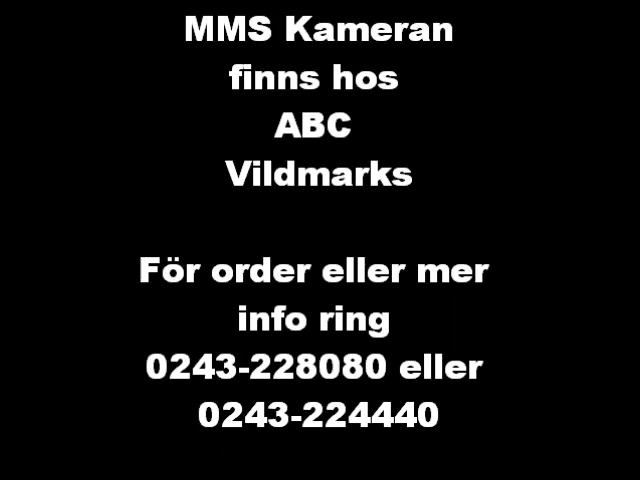 MMS Kameran
finns hos
ABC
Vildmarks
För order eller mer
info ring
0243-228080 eller
0243-224440